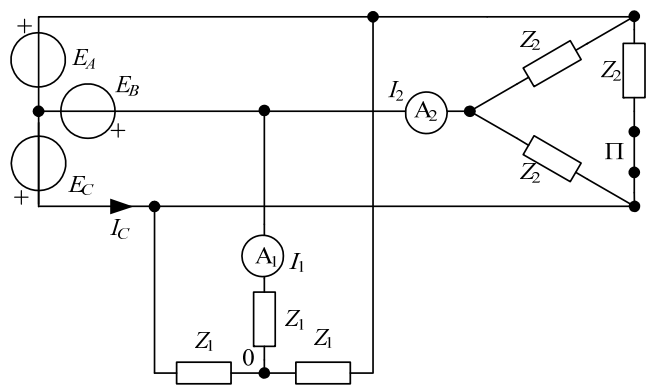 +
E_A
E_B
+
E_C
+
I_C
I_2
A_2
Z_2
Z_2
Z_2
П
A_1
I_1
Z_1
Z_1
0
Z_1